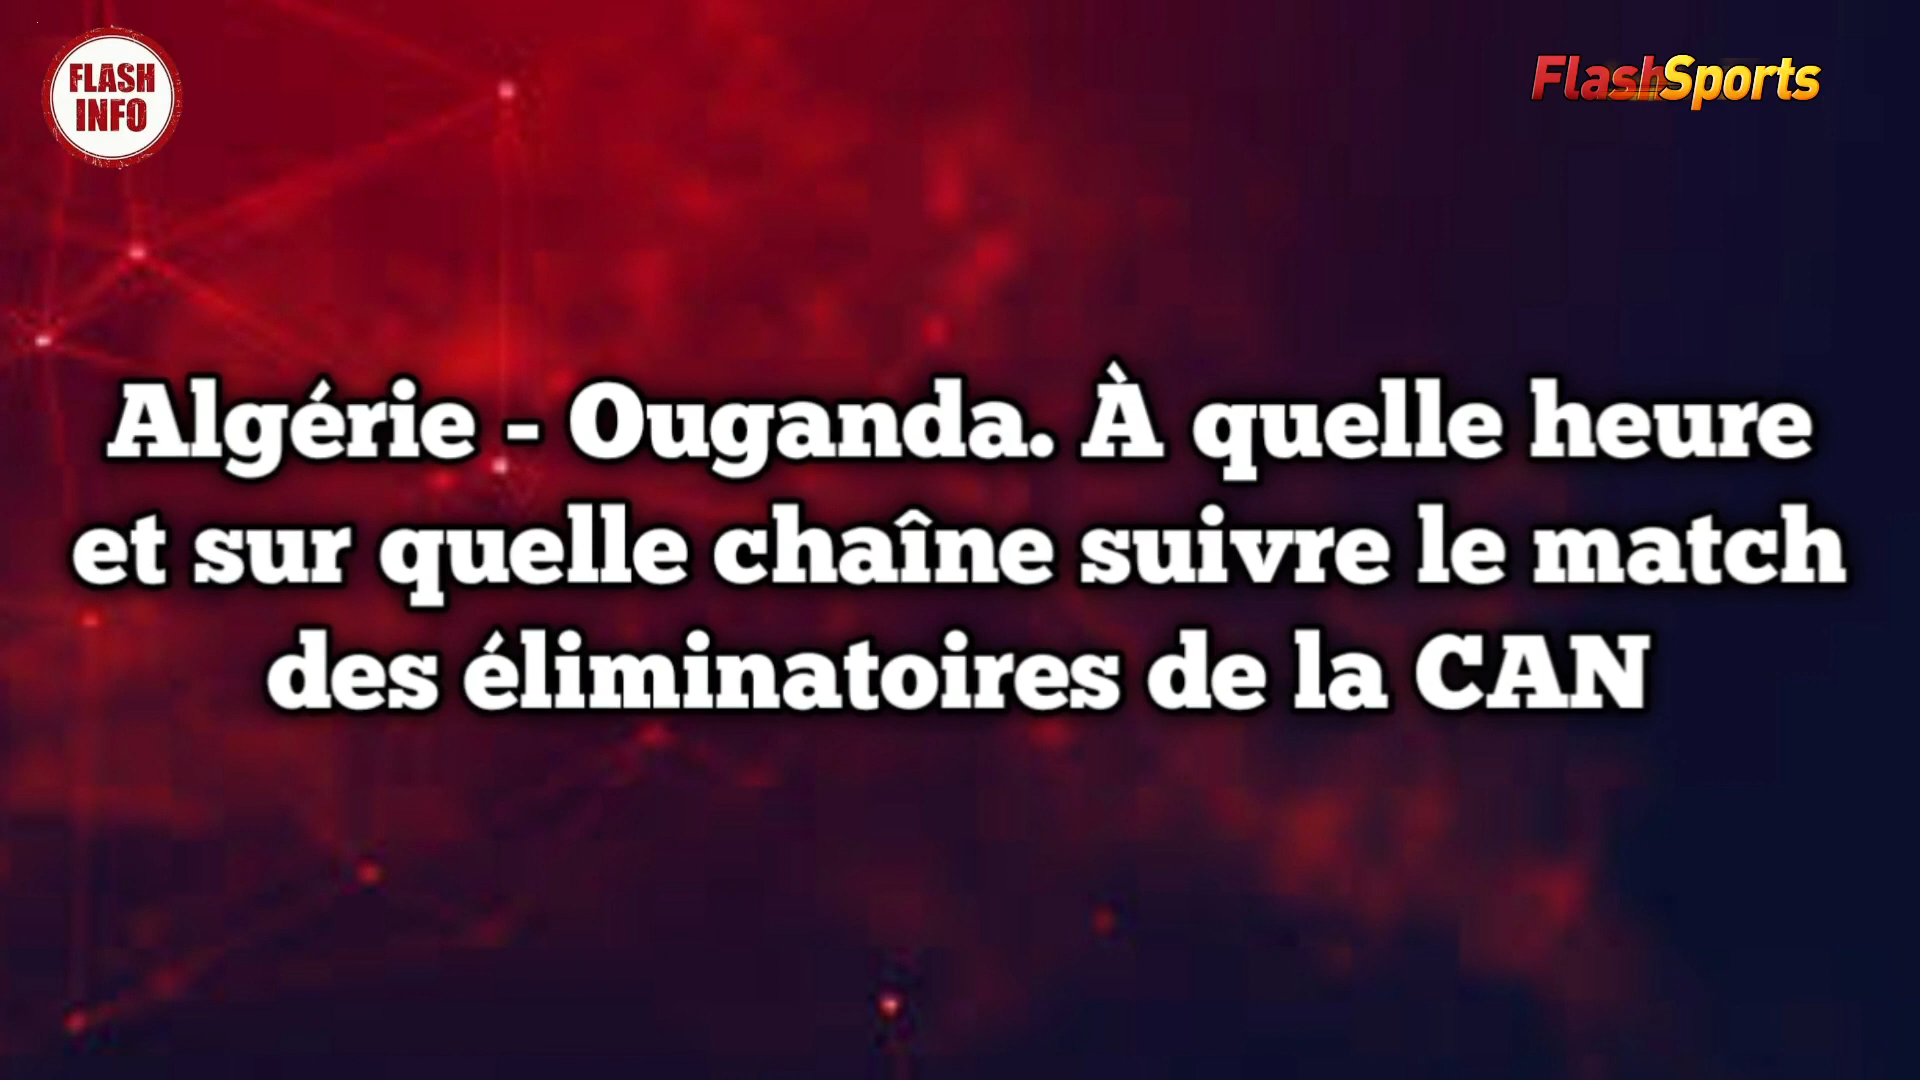 FLASH
INFO
FlashSports
Algérie - Ouganda. À quelle heure
et sur quelle chaîne suivre le match
des éliminatoires de la CAN